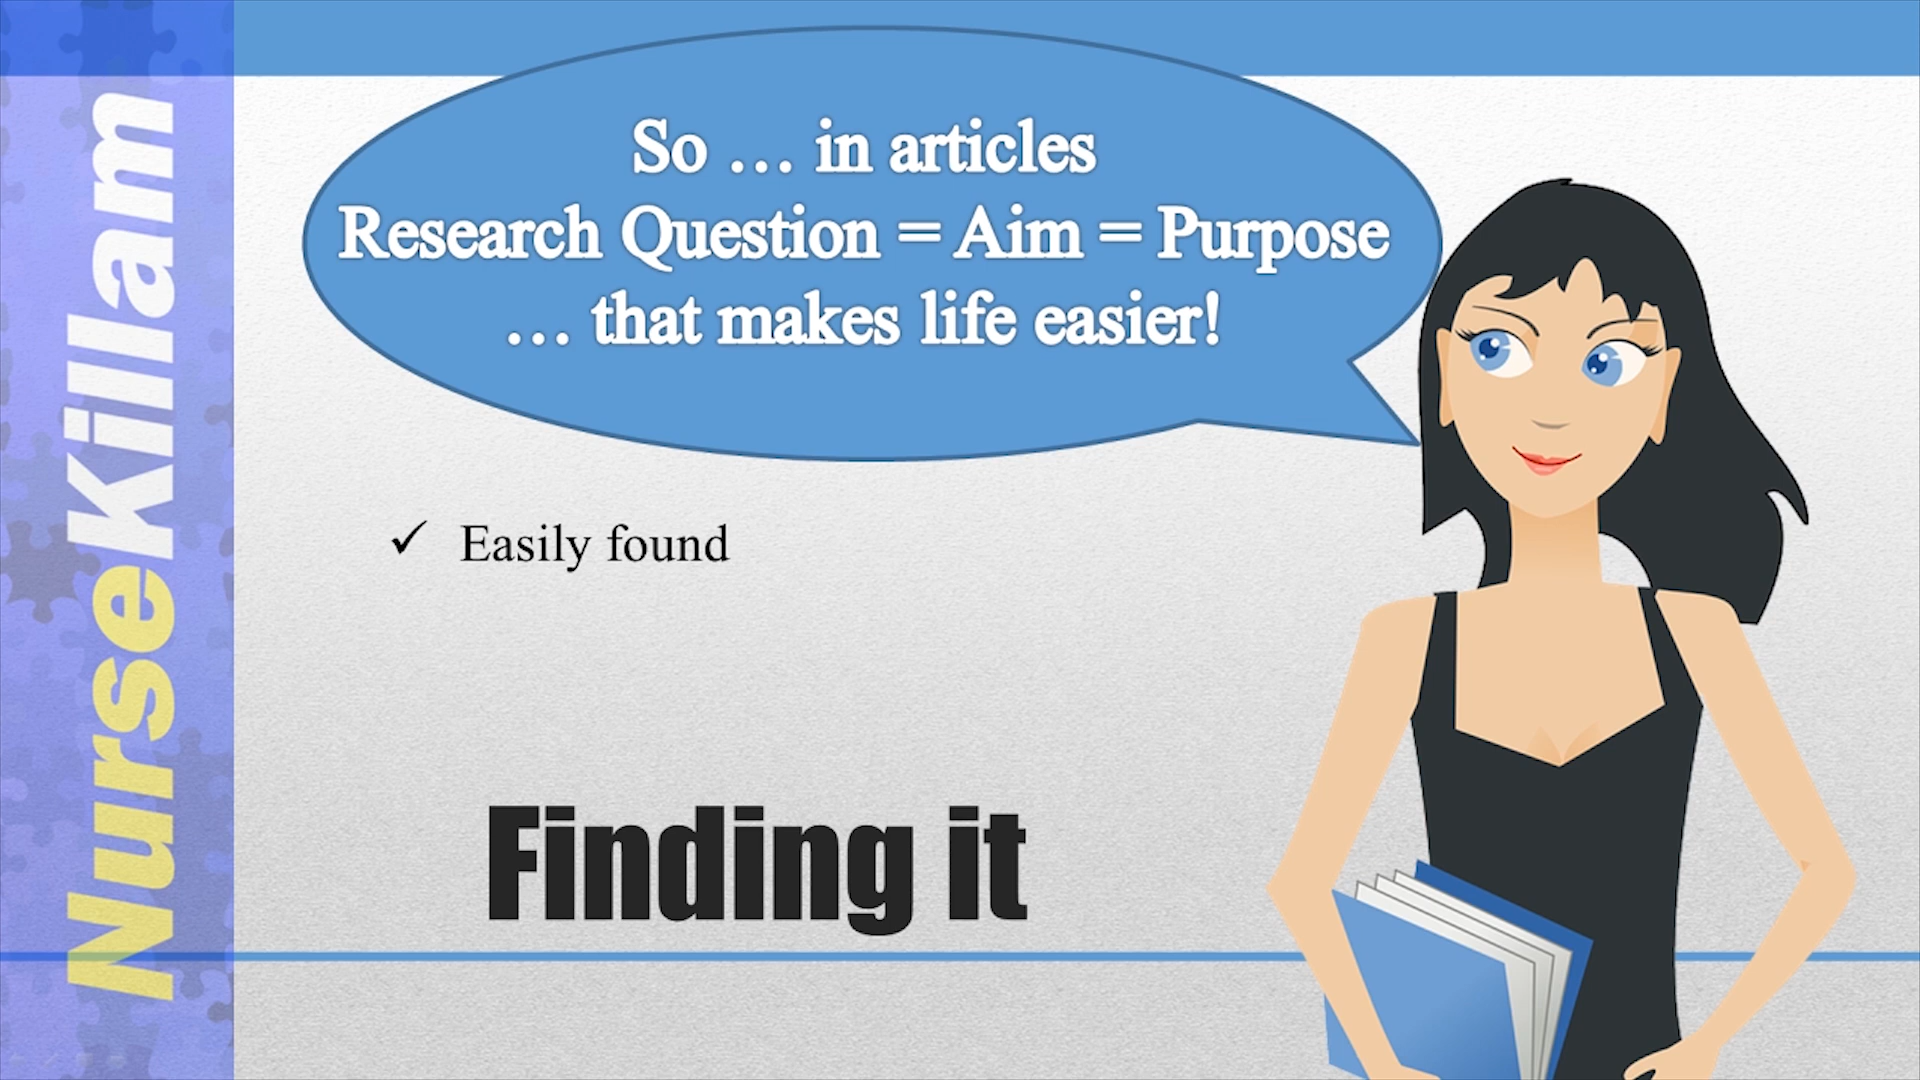 NurseKillam
So … in articles
Research Question = Aim = Purpose
… that makes life easier!
✓ Easily found
Finding it